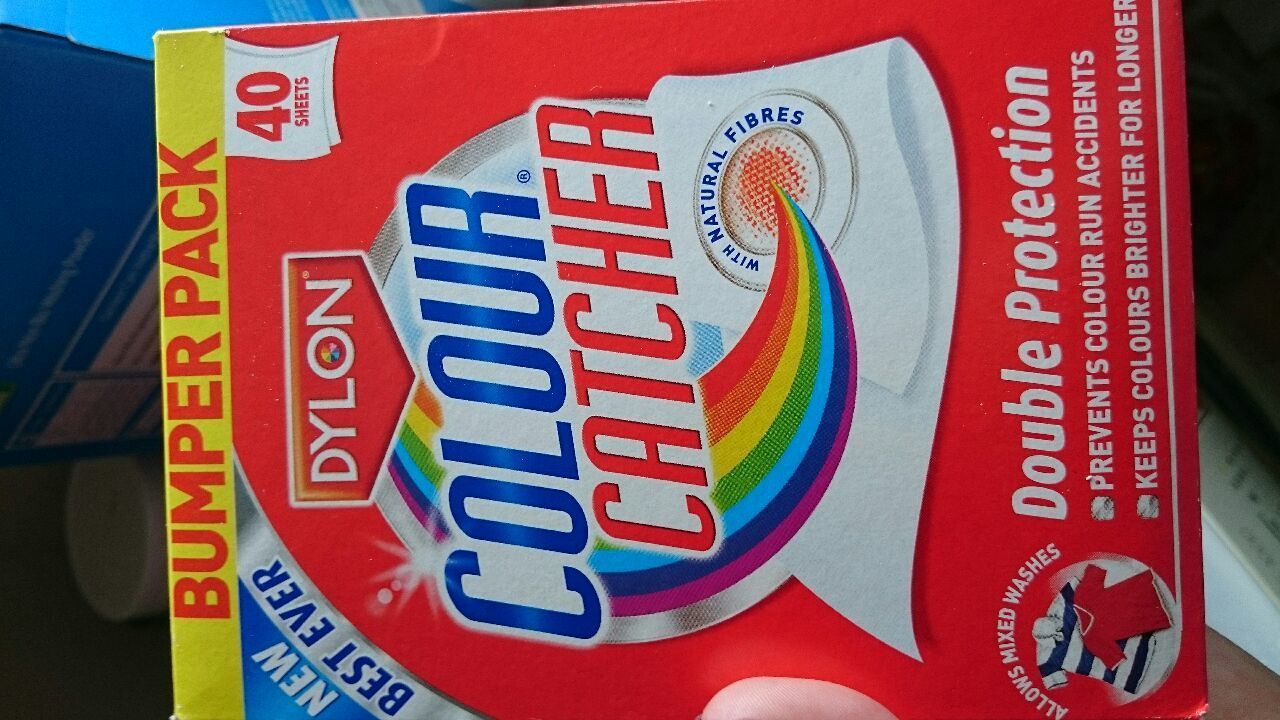 BUMPER PACK
40
SHEETS
NEW
BEST EVER
DYLON®
COLOUR®
CATCHER
WITH NATURAL FIBRES
Double Protection
PREVENTS COLOUR RUN ACCIDENTS
KEEPS COLOURS BRIGHTER FOR LONGER
ALLOWS MIXED WASHES